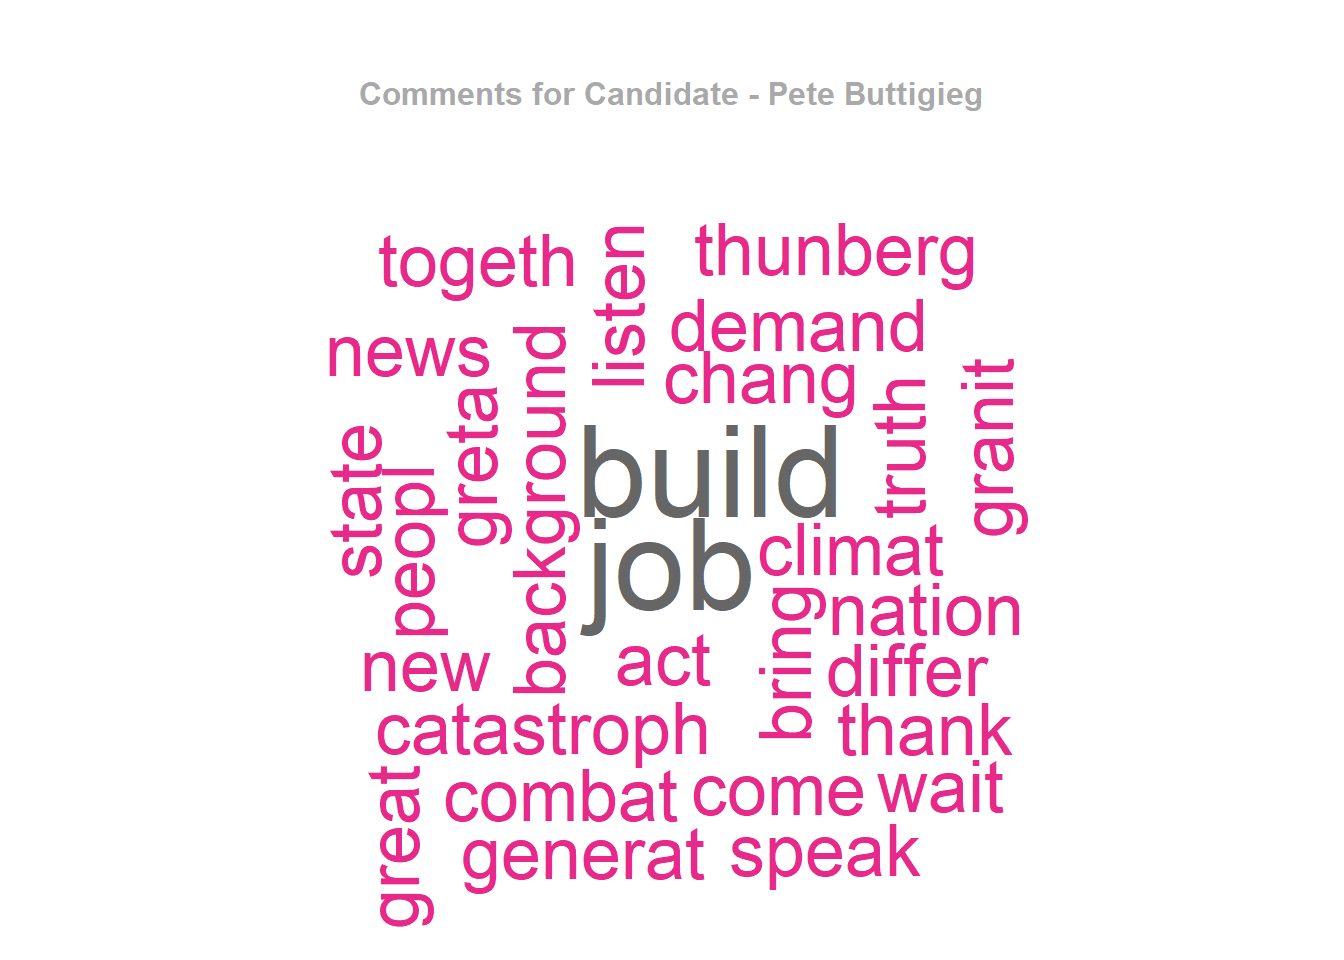 Comments for Candidate - Pete Buttigieg
togeth
listen
thunberg
news
demand
chang
greta
background
truth
granit
state
peopl
build
job
climat
nation
new
act
bring
differ
catastroph
thank
great
combat
come
wait
generat
speak